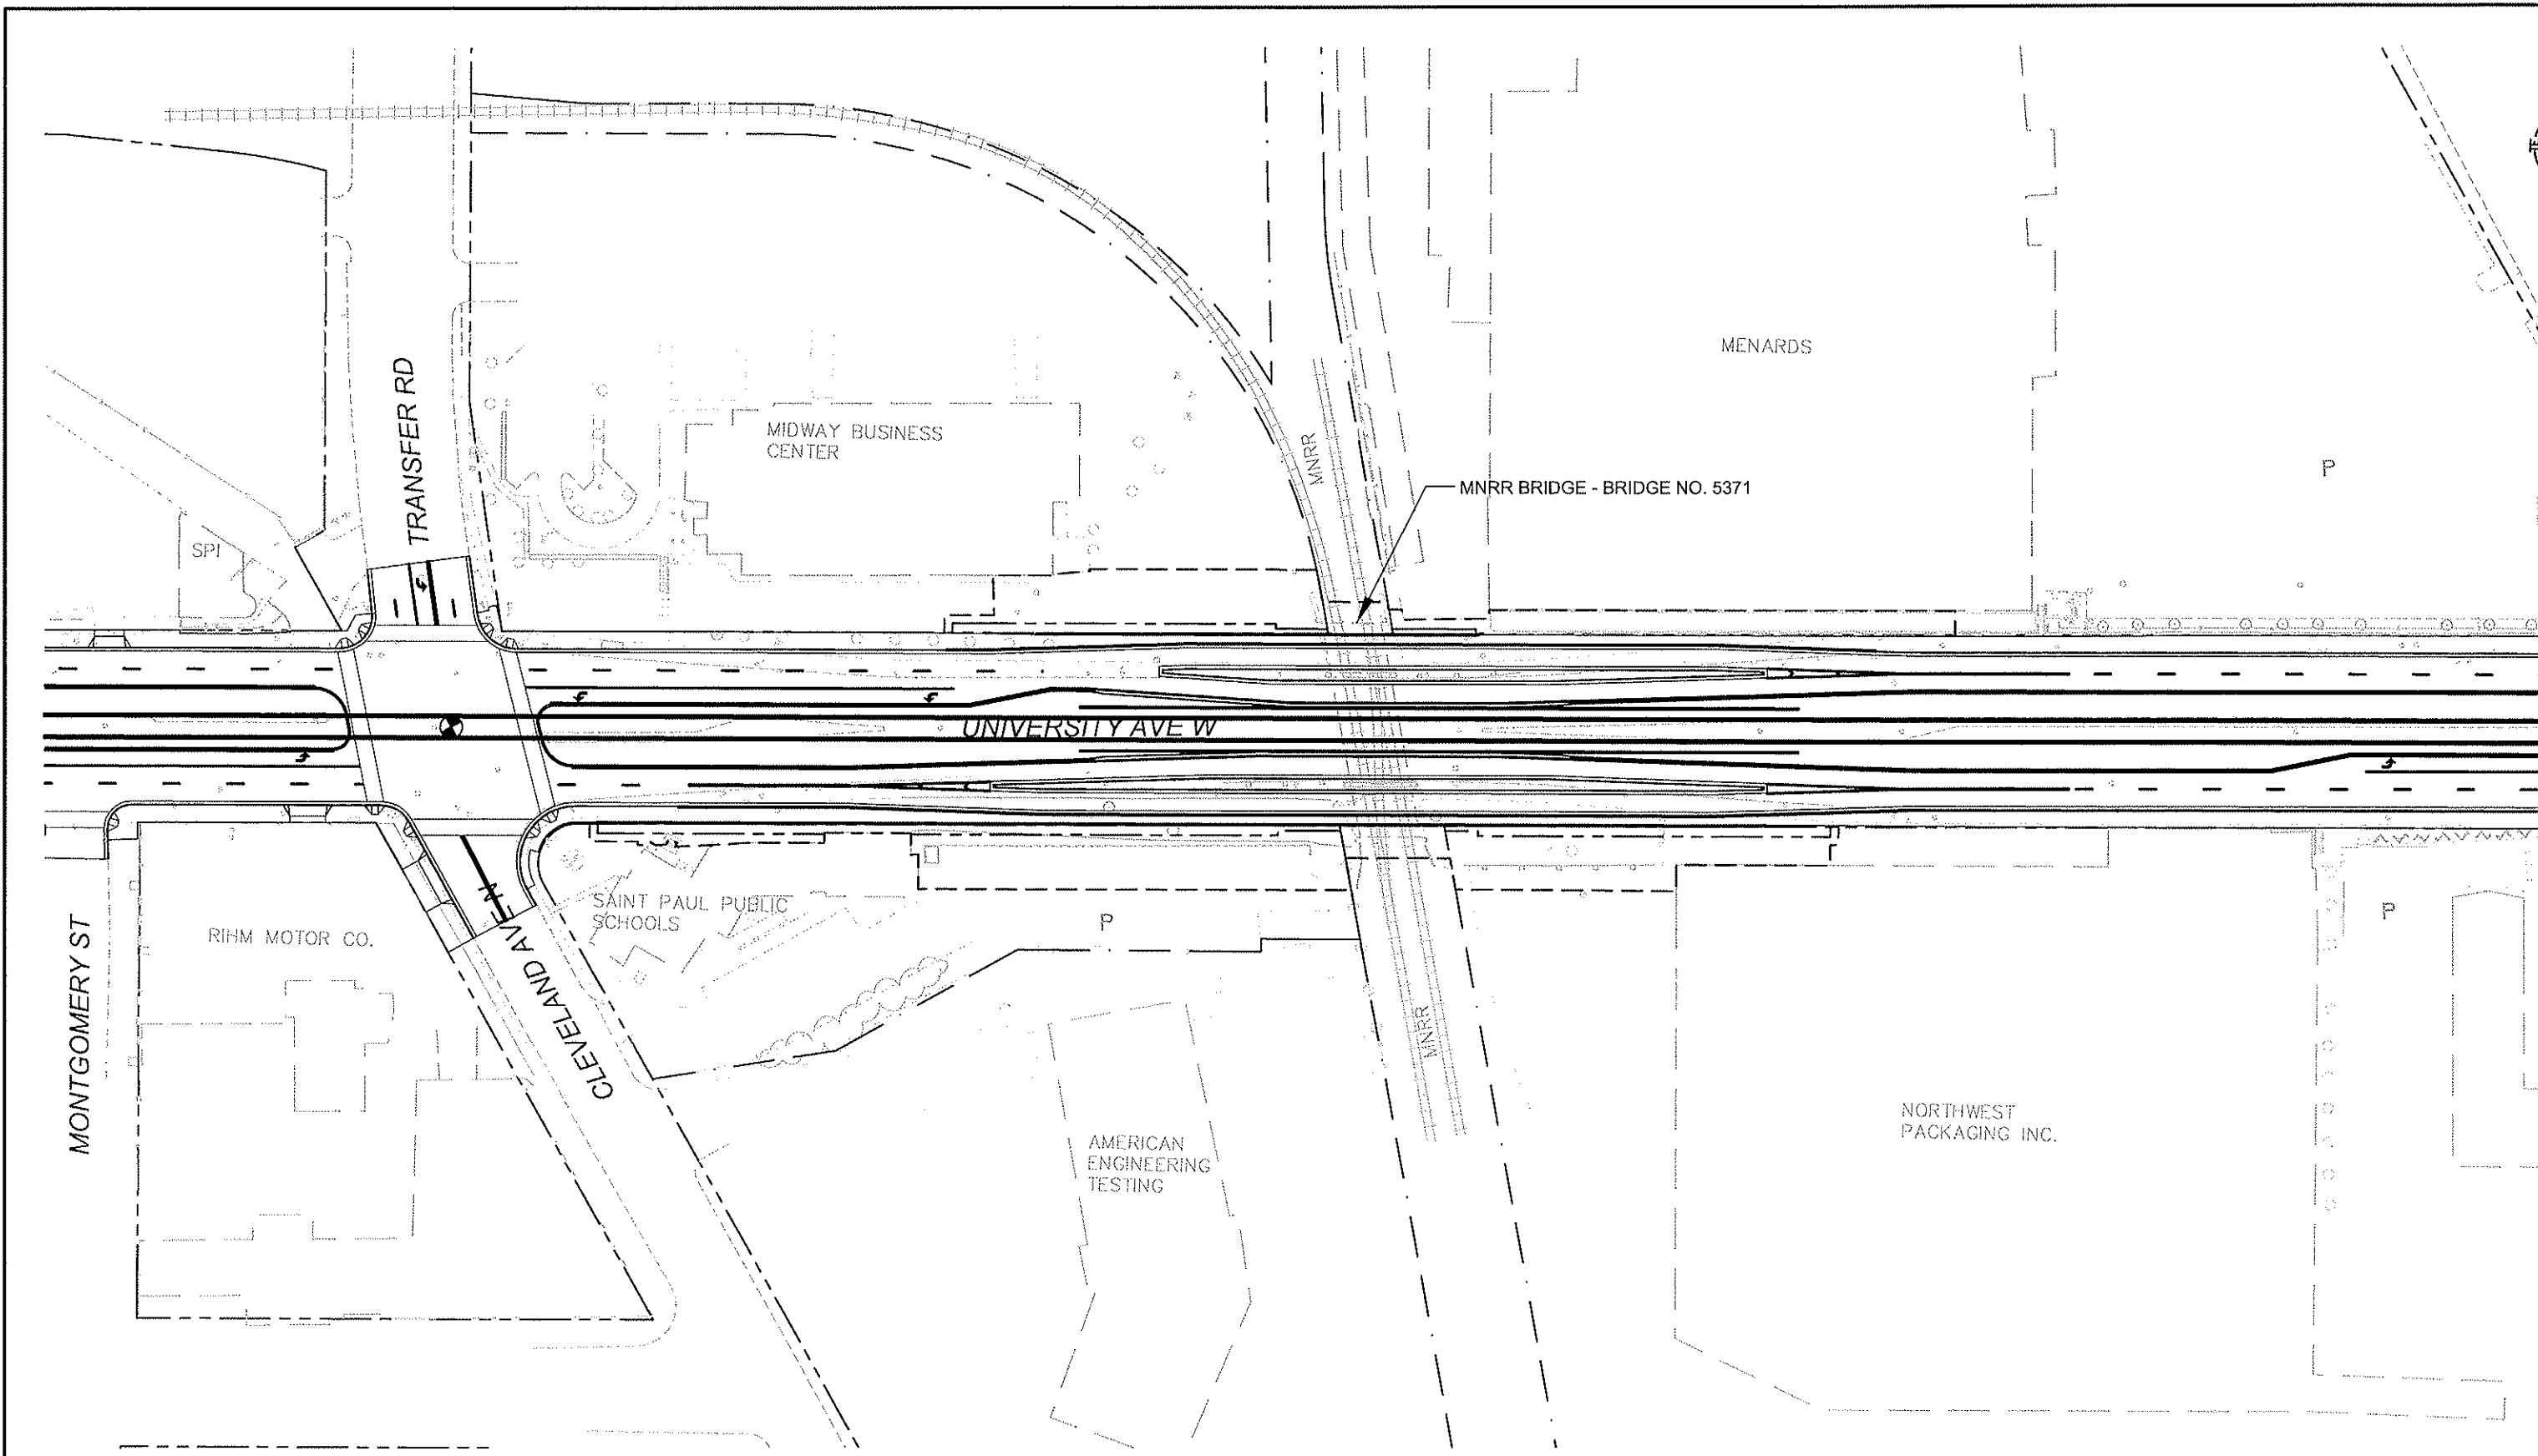 MENARDS
TRANSFER RD
MIDWAY BUSINESS
CENTER
MNRR
P
MNRR BRIDGE - BRIDGE NO. 5371
SPI
UNIVERSITY AVE W
SAINT PAUL PUBLIC
SCHOOLS
P
P
RIHM MOTOR CO.
MONTGOMERY ST
CLEVELAND AVE N
MNRR
AMERICAN
ENGINEERING
TESTING
NORTHWEST
PACKAGING INC.